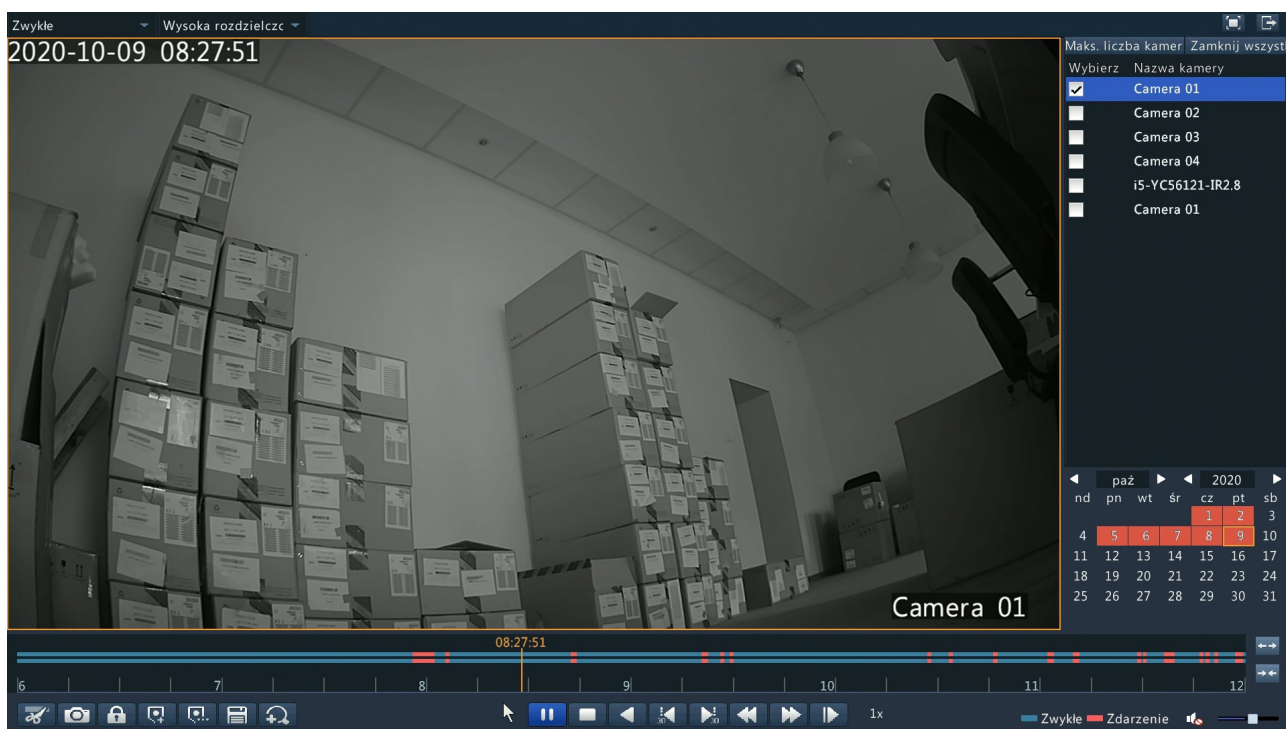 Zwykłe Wysoka rozdzielczc
2020-10-09 08:27:51
Camera 01
Maks. liczba kamer Zamknij wszyst
Wybierz Nazwa kamery
Camera 01
Camera 02
Camera 03
Camera 04
i5-YC56121-IR2.8
Camera 01
paź 2020
nd pn wt śr cz pt sb
1 2 3
4 5 6 7 8 9 10
11 12 13 14 15 16 17
18 19 20 21 22 23 24
25 26 27 28 29 30 31
08:27:51
6 7 8 9 10 11 12
30 30 1x
Zwykłe Zdarzenie